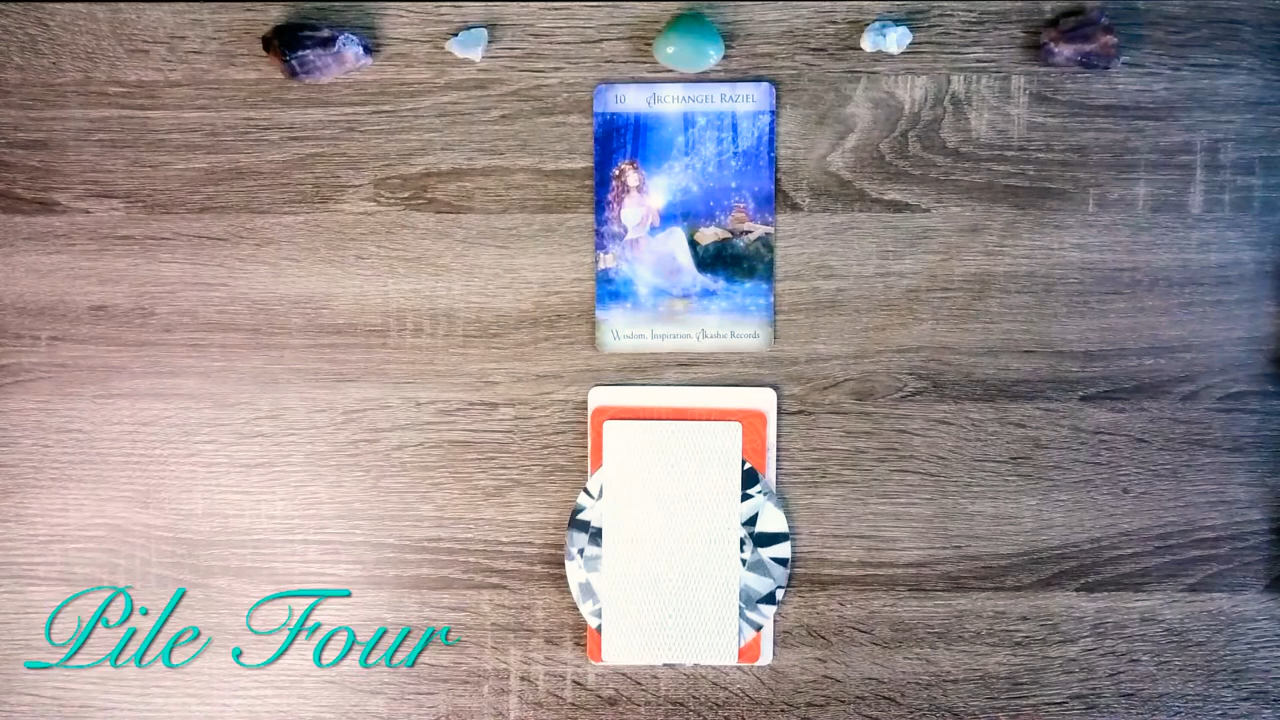 10 ARCHANGEL RAZIEL
Wisdom, Inspiration, Akashic Records
Pile Four